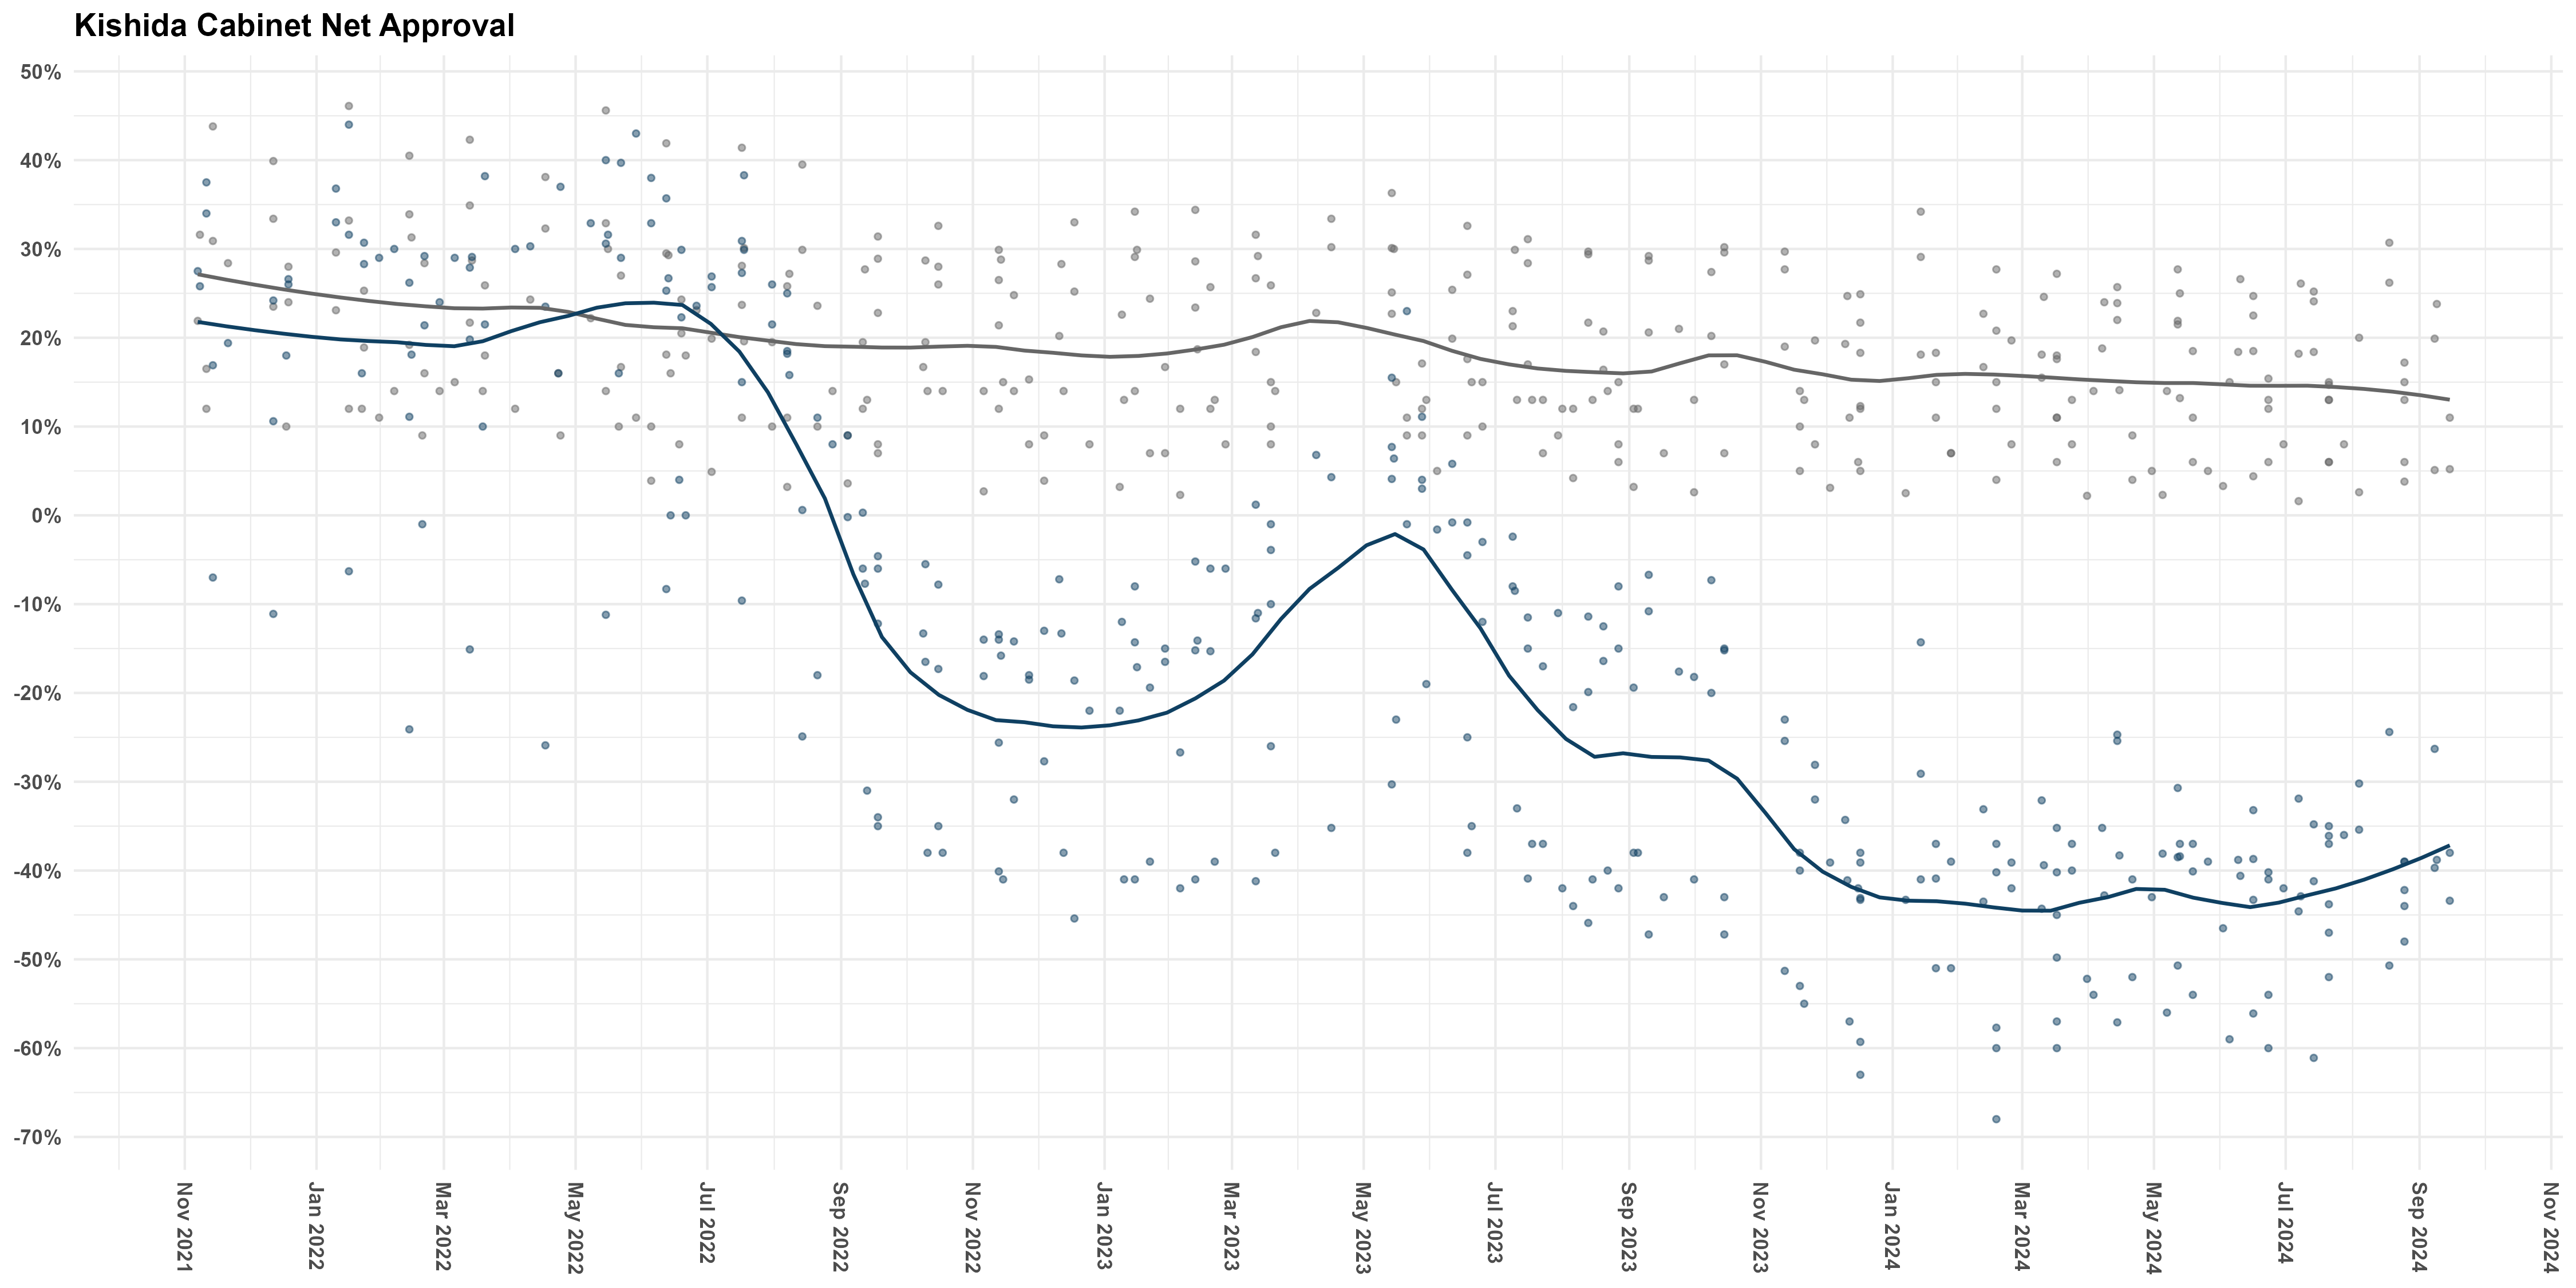 Kishida Cabinet Net Approval
50%
40%
30%
20%
10%
0%
-10%
-20%
-30%
-40%
-50%
-60%
-70%
Nov 2021
Jan 2022
Mar 2022
May 2022
Jul 2022
Sep 2022
Nov 2022
Jan 2023
Mar 2023
May 2023
Jul 2023
Sep 2023
Nov 2023
Jan 2024
Mar 2024
May 2024
Jul 2024
Sep 2024
Nov 2024